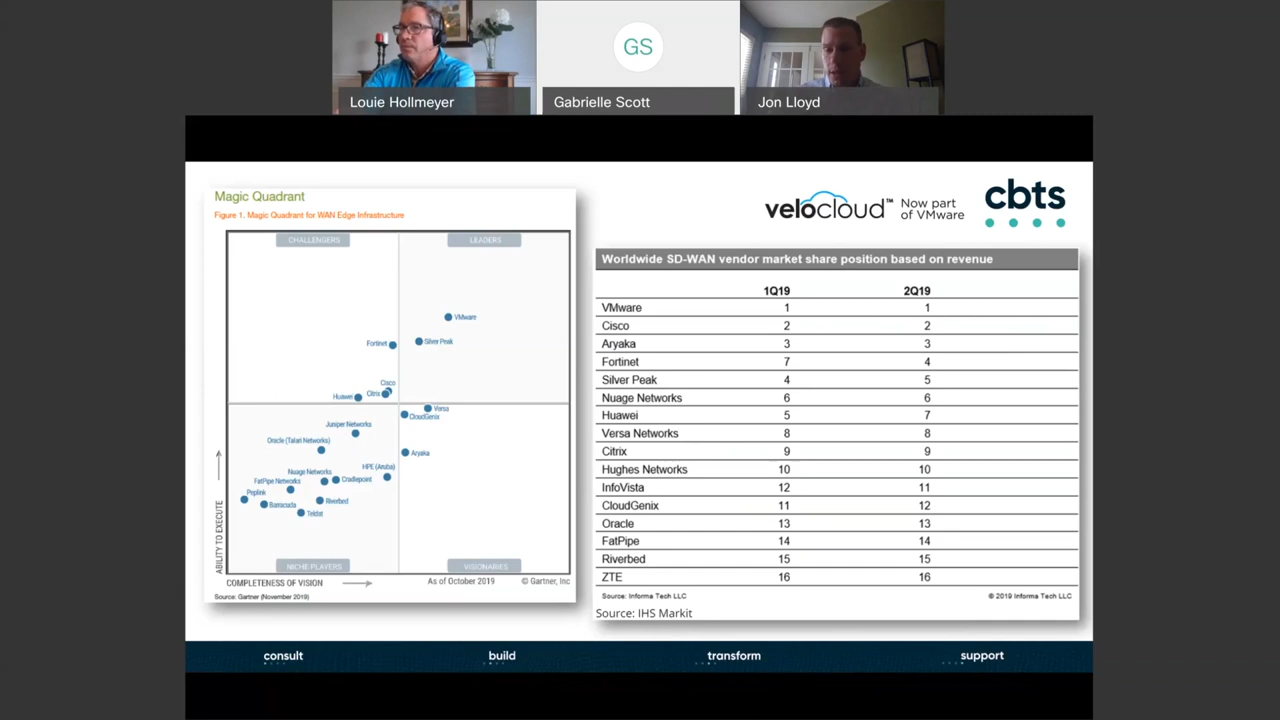 GS
Louie Hollmeyer
Gabrielle Scott
Jon Lloyd
Magic Quadrant
Figure 1. Magic Quadrant for WAN Edge Infrastructure
CHALLENGERS
LEADERS
VMware
Silver Peak
Fortinet
Cisco
Citrix
Huawei
Versa
CloudGenix
Juniper Networks
Oracle (Talari Networks)
Aryaka
HPE (Aruba)
Nuage Networks
Cradlepoint
FatPipe Networks
Peplink
Barracuda
Riverbed
Teldat
NICHE PLAYERS
VISIONARIES
ABILITY TO EXECUTE
COMPLETENESS OF VISION
As of October 2019
© Gartner, Inc
Source: Gartner (November 2019)
velocloud™ Now part
of VMware
cbts
Worldwide SD-WAN vendor market share position based on revenue
1Q19 2Q19
VMware 1 1
Cisco 2 2
Aryaka 3 3
Fortinet 7 4
Silver Peak 4 5
Nuage Networks 6 6
Huawei 5 7
Versa Networks 8 8
Citrix 9 9
Hughes Networks 10 10
InfoVista 12 11
CloudGenix 11 12
Oracle 13 13
FatPipe 14 14
Riverbed 15 15
ZTE 16 16
Source: Informa Tech LLC © 2019 Informa Tech LLC
Source: IHS Markit
consult build transform support